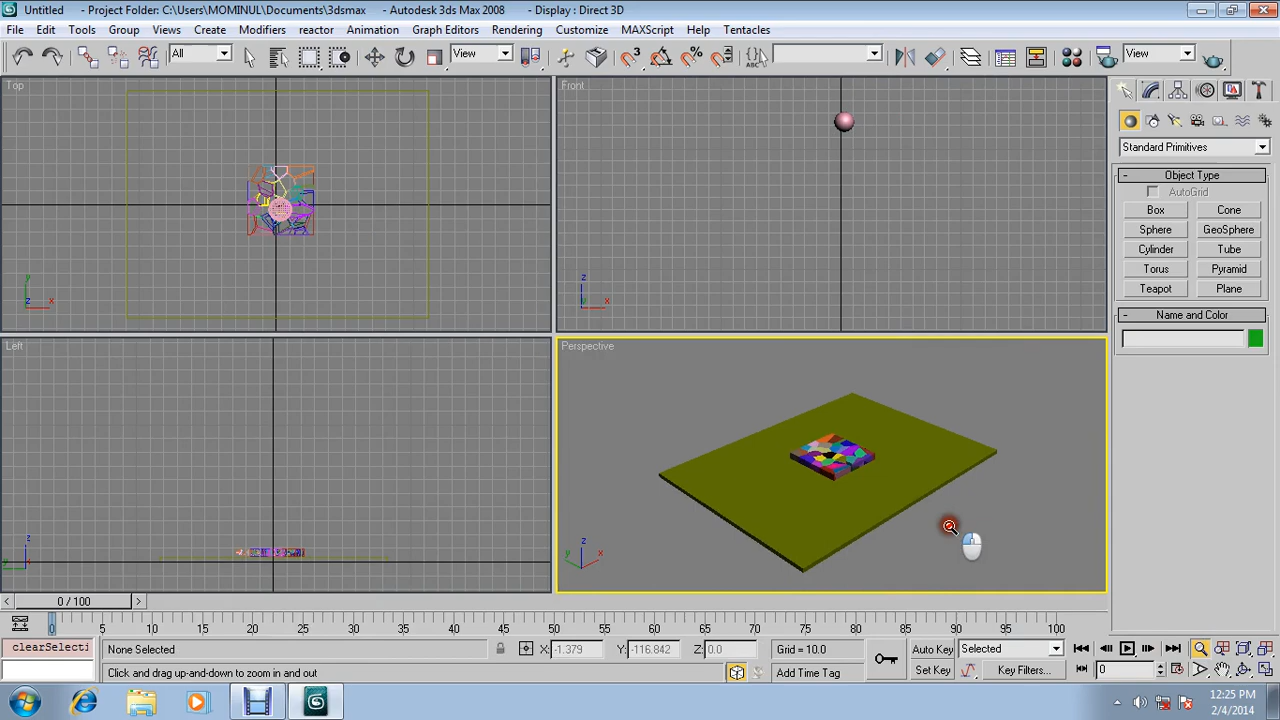 Untitled - Project Folder: C:\Users\MOMINUL\Documents\3dsmax - Autodesk 3ds Max 2008 - Display : Direct 3D
File Edit Tools Group Views Create Modifiers reactor Animation Graph Editors Rendering Customize MAXScript Help Tentacles
All View 3 % View
Top Front
Standard Primitives
- Object Type
AutoGrid
Box Cone
Sphere GeoSphere
Cylinder Tube
Torus Pyramid
Teapot Plane
- Name and Color
y z
z x y x
Left Perspective
z z
y y x
< 0 / 100 >
0 5 10 15 20 25 30 35 40 45 50 55 60 65 70 75 80 85 90 95 100
clearSelecti None Selected X: -1.379 Y: -116.842 Z: 0.0 Grid = 10.0 Auto Key Selected
Click and drag up-and-down to zoom in and out Add Time Tag Set Key Key Filters... 0
12:25 PM
2/4/2014